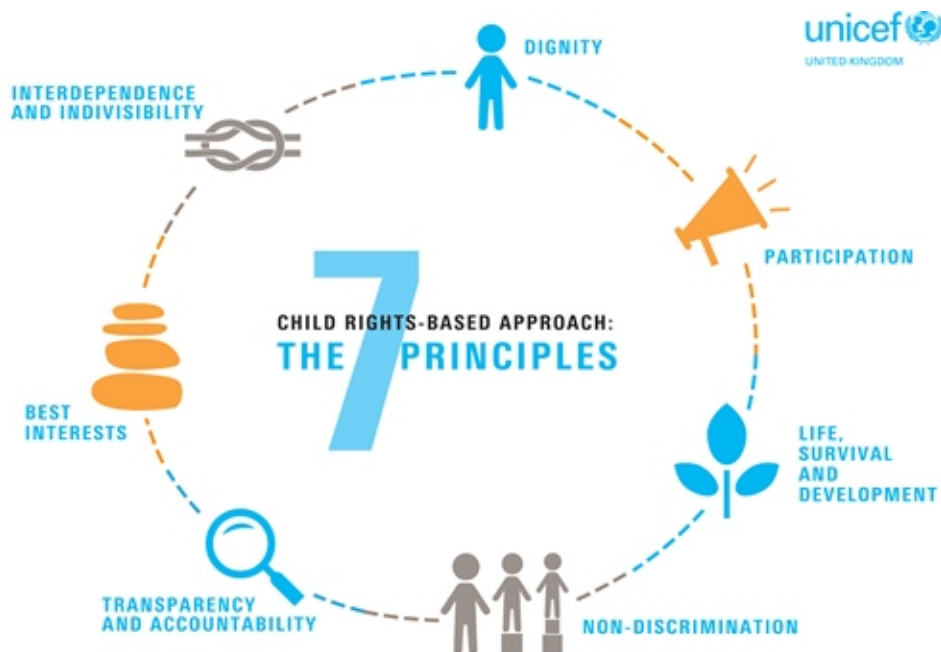 unicef
UNITED KINGDOM
DIGNITY
INTERDEPENDENCE
AND INDIVISIBILITY
PARTICIPATION
7
CHILD RIGHTS-BASED APPROACH:
THE PRINCIPLES
BEST
INTERESTS
LIFE,
SURVIVAL
AND
DEVELOPMENT
TRANSPARENCY
AND ACCOUNTABILITY
NON-DISCRIMINATION